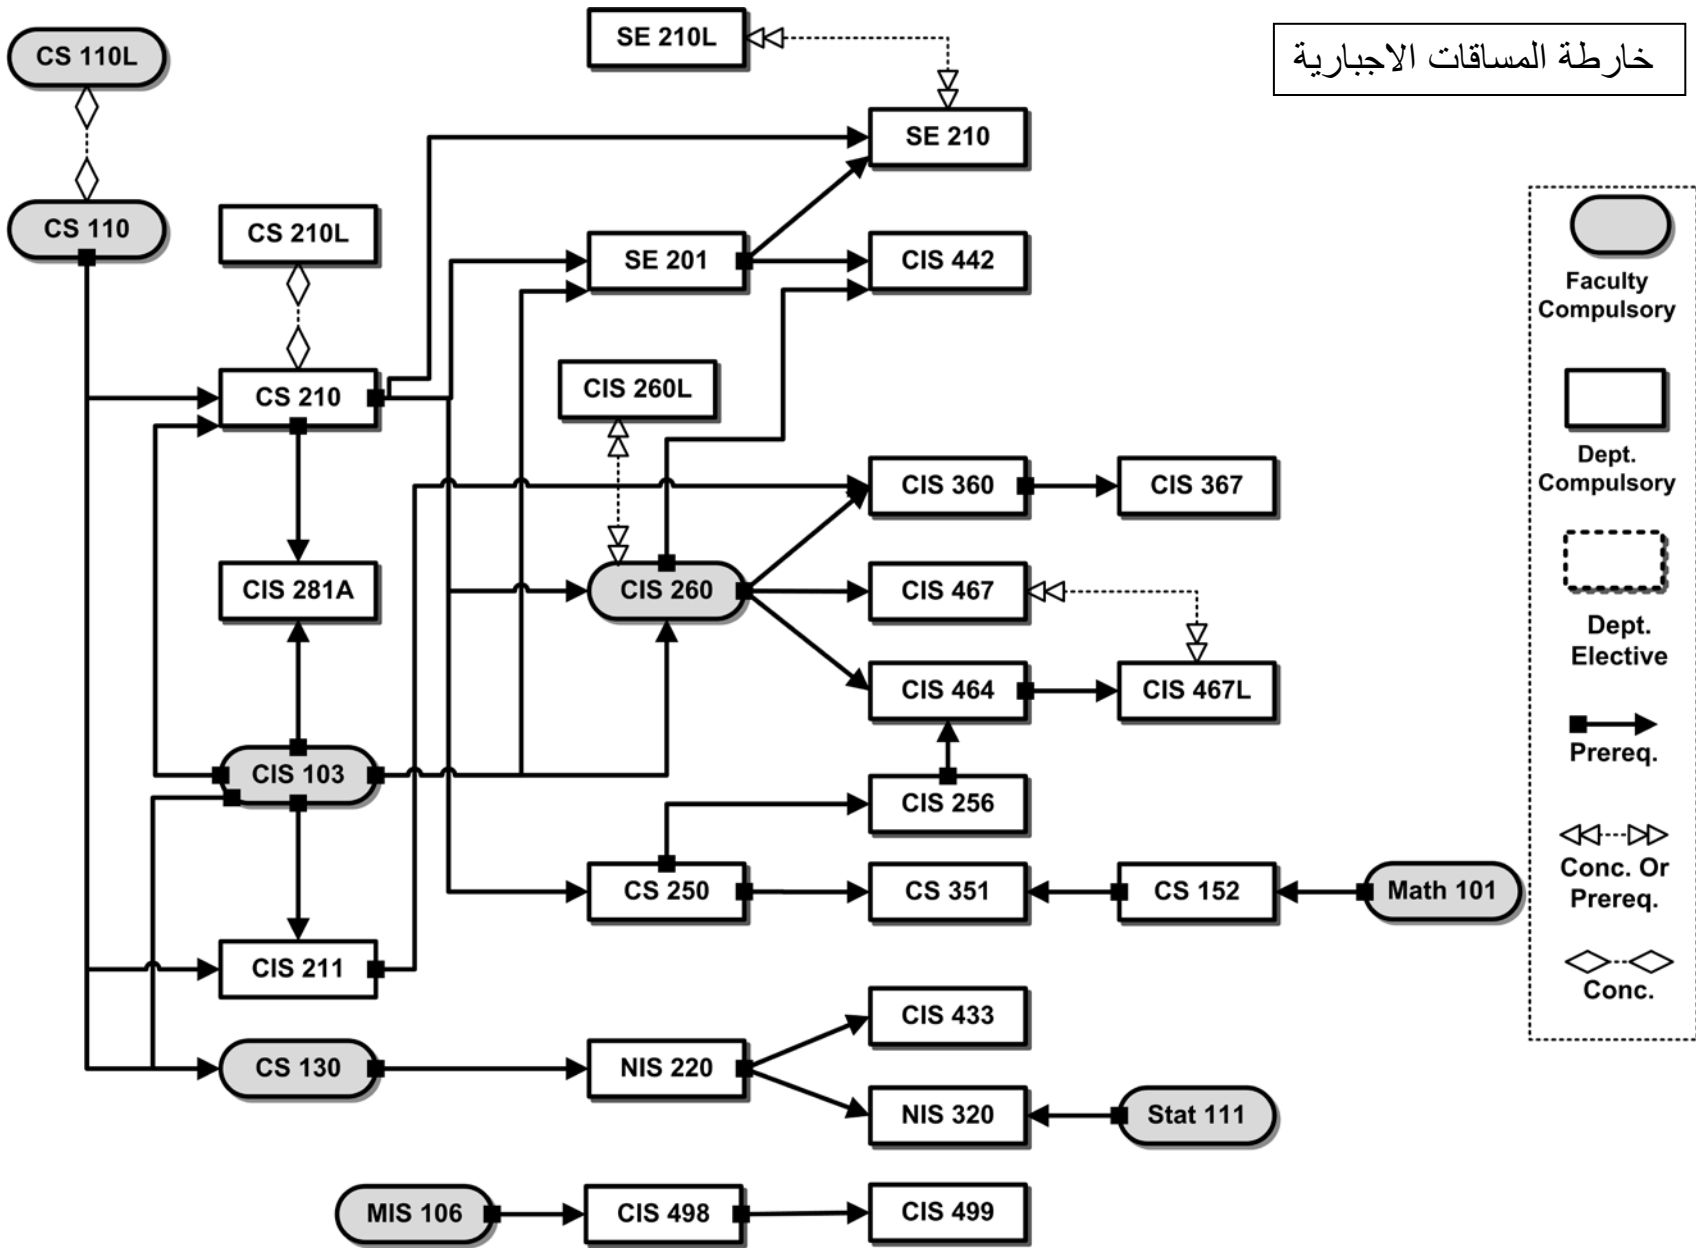 خارطة المساقات الاجبارية
CS 110L
SE 210L
SE 210
CS 110
CS 210L
SE 201
CIS 442
CS 210
CIS 260L
CIS 360
CIS 367
CIS 281A
CIS 260
CIS 467
CIS 464
CIS 467L
CIS 103
CIS 256
CS 250
CS 351
CS 152
Math 101
CIS 211
CIS 433
CS 130
NIS 220
NIS 320
Stat 111
MIS 106
CIS 498
CIS 499
Faculty
Compulsory
Dept.
Compulsory
Dept.
Elective
Prereq.
Conc. Or
Prereq.
Conc.